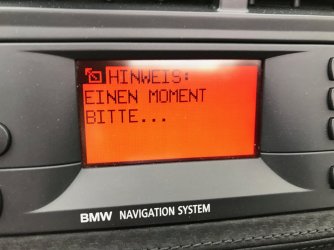 HINWEIS:
EINEN MOMENT
BITTE...
BMW NAVIGATION SYSTEM